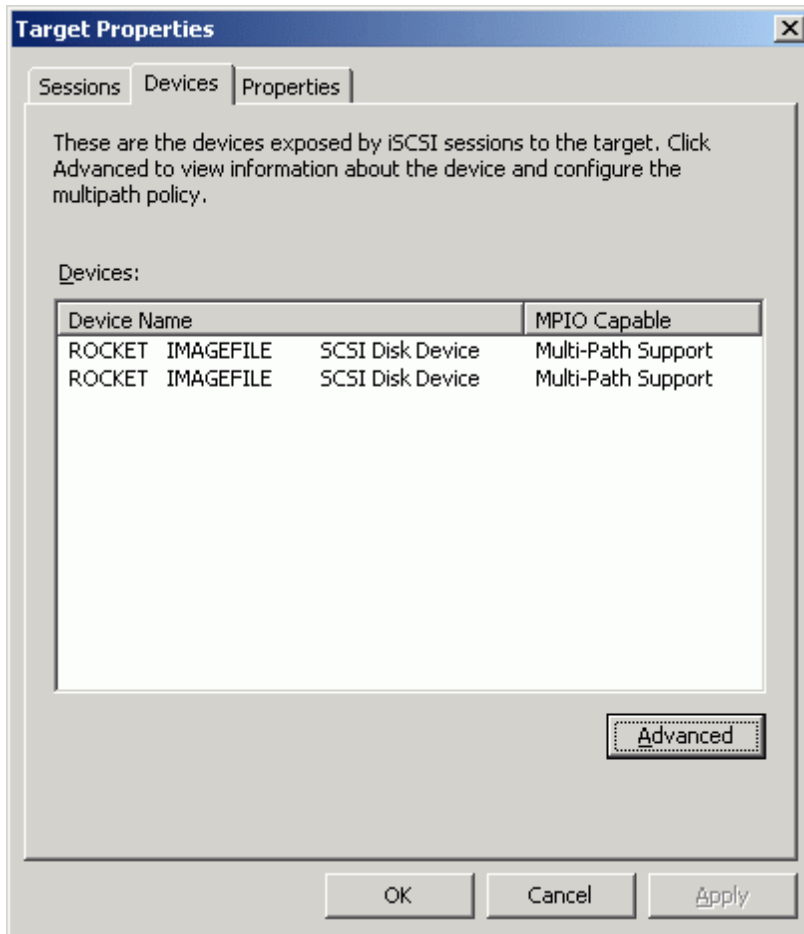 Target Properties
Sessions Devices Properties
These are the devices exposed by iSCSI sessions to the target. Click
Advanced to view information about the device and configure the
multipath policy.
Devices:
Device Name MPIO Capable
ROCKET IMAGEFILE SCSI Disk Device Multi-Path Support
ROCKET IMAGEFILE SCSI Disk Device Multi-Path Support
Advanced
OK Cancel Apply